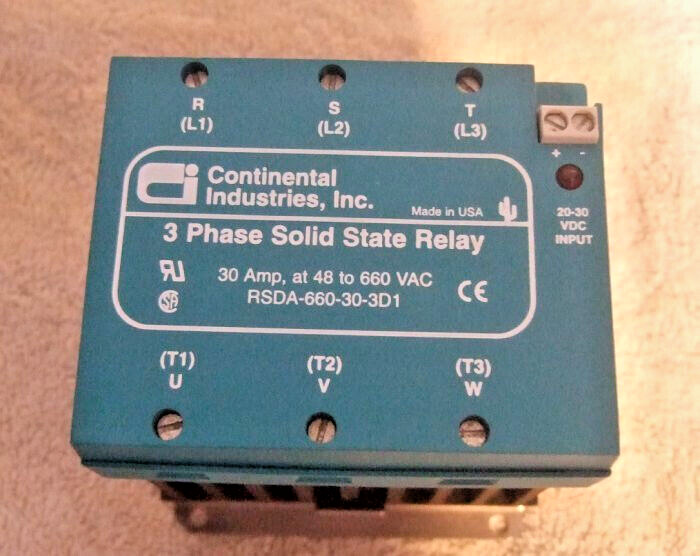 R S T
(L1) (L2) (L3)
+ -
Continental
Industries, Inc.
Made in USA
20-30
VDC
INPUT
3 Phase Solid State Relay
30 Amp, at 48 to 660 VAC
RSDA-660-30-3D1
CE
(T1) (T2) (T3)
U V W